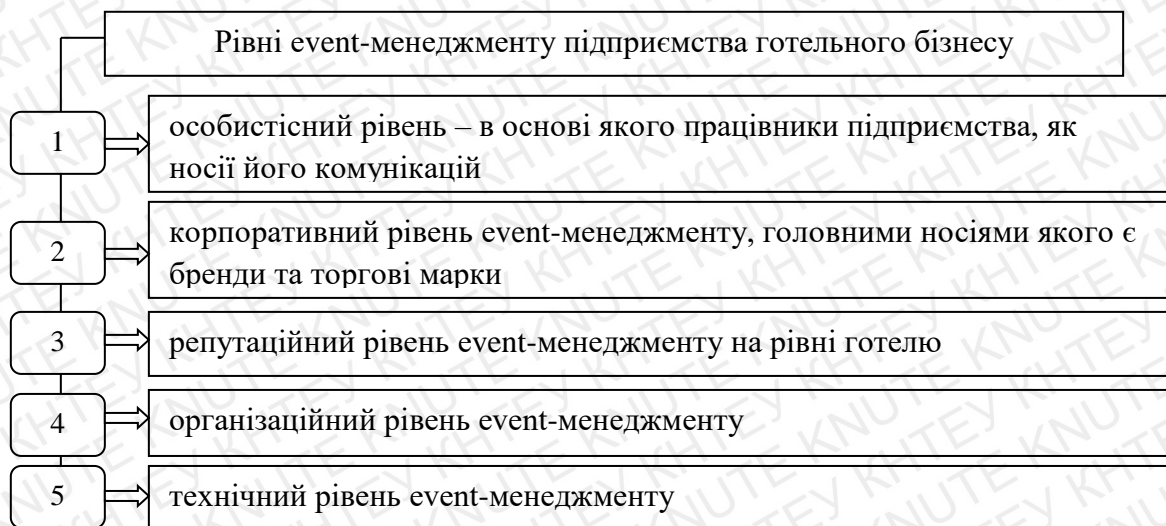 Рівні event-менеджменту підприємства готельного бізнесу
1
особистісний рівень – в основі якого працівники підприємства, як
носії його комунікацій
2
корпоративний рівень event-менеджменту, головними носіями якого є
бренди та торгові марки
3
репутаційний рівень event-менеджменту на рівні готелю
4
організаційний рівень event-менеджменту
5
технічний рівень event-менеджменту